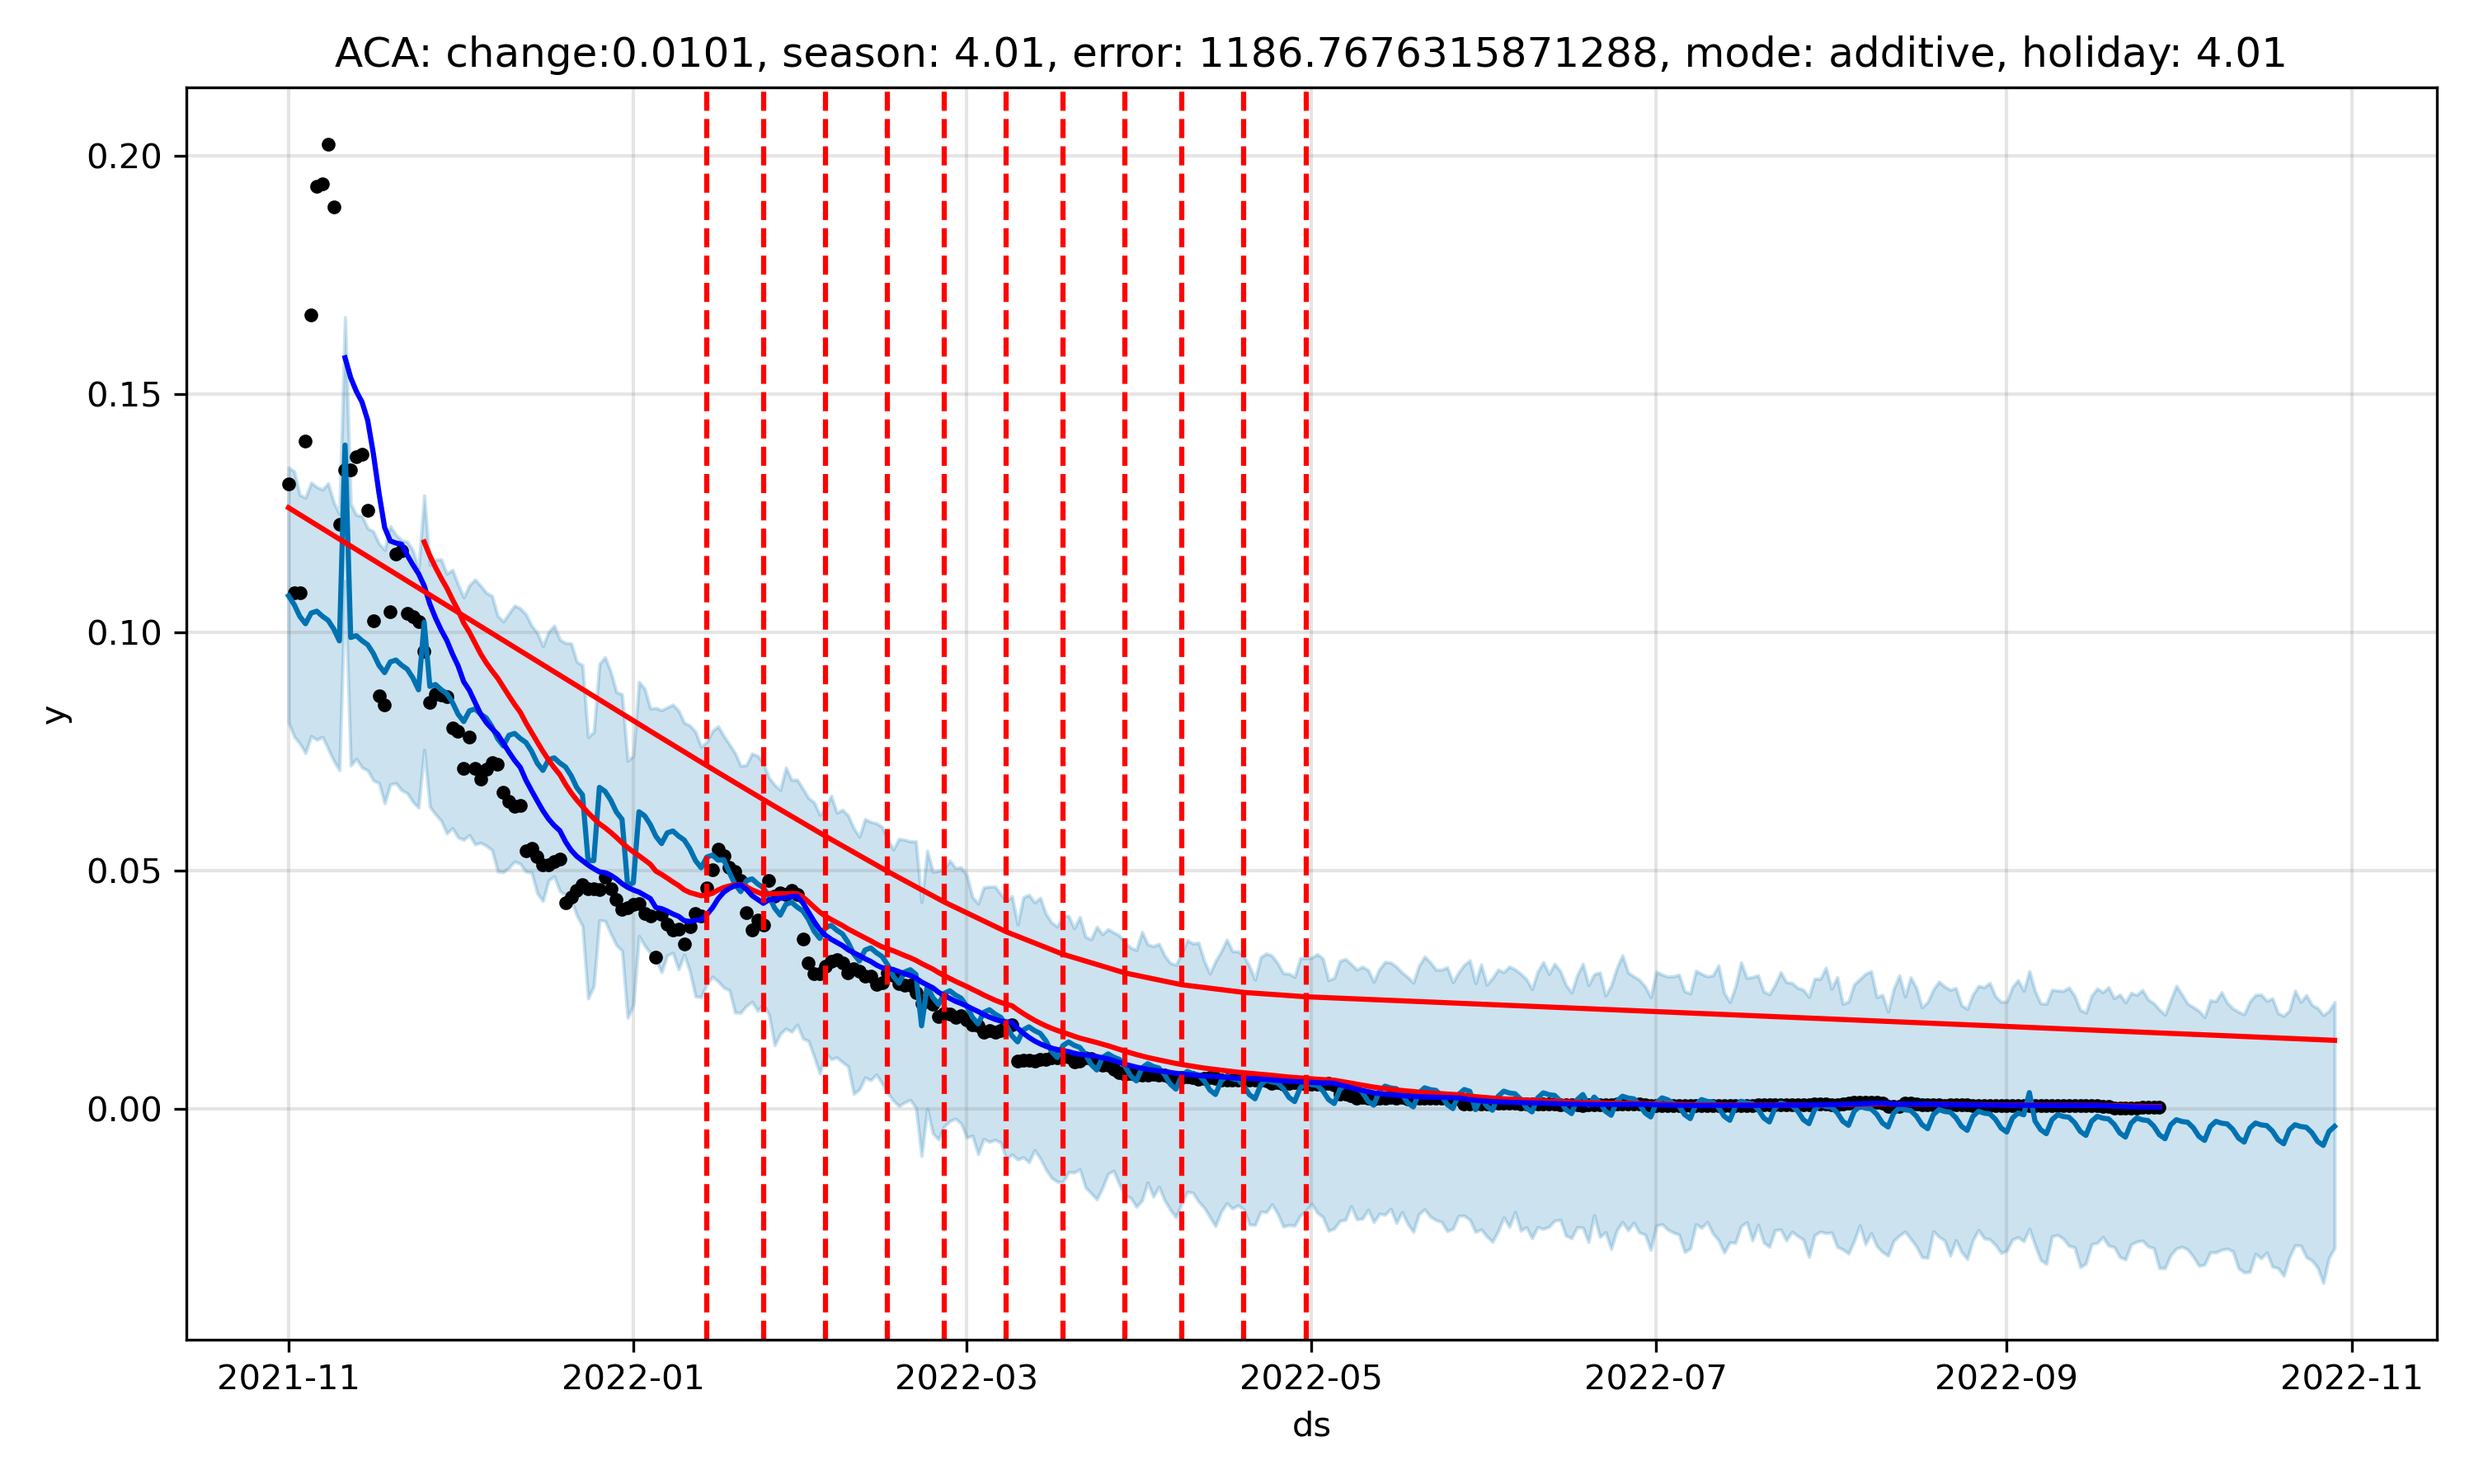 ACA: change:0.0101, season: 4.01, error: 1186.7676315871288, mode: additive, holiday: 4.01
0.20
0.15
0.10
0.05
0.00
y
2021-11 2022-01 2022-03 2022-05 2022-07 2022-09 2022-11
ds